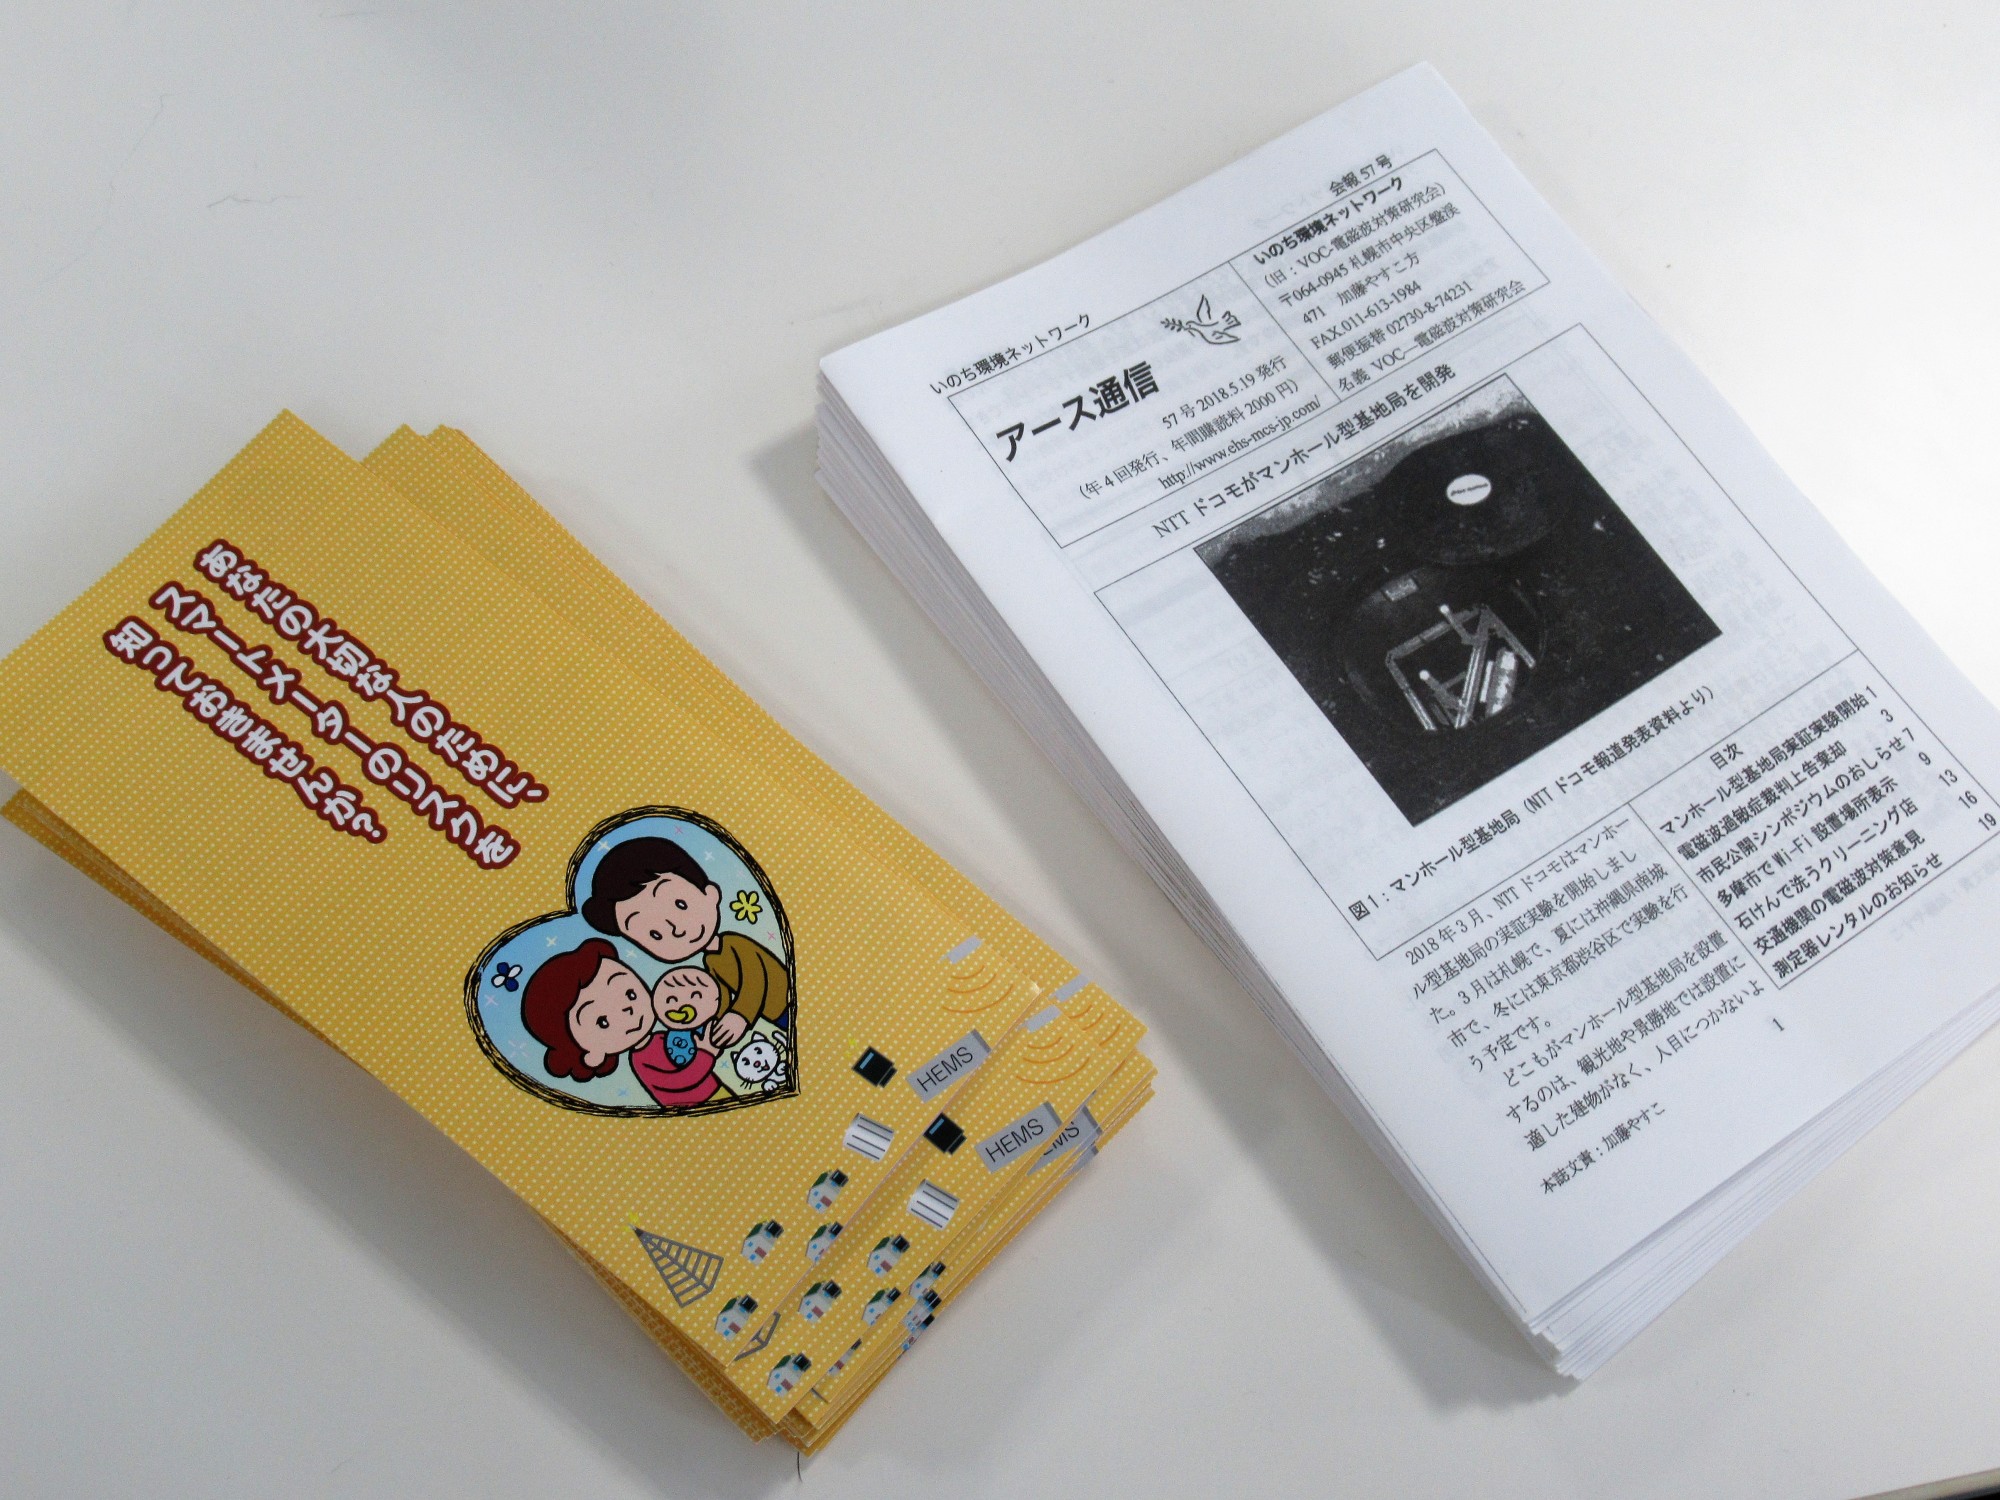 あなたの大切な人のために、
スマートメーターのリスクを
知っておきませんか?
HEMS
HEMS
EMS
会報 57 号
いのち環境ネットワーク
アース通信
57 号 2018.5.19 発行
(年 4 回発行、年間購読料 2000 円)
http://www.ehs-mcs-jp.com/
いのち環境ネットワーク
(旧：VOC-電磁波対策研究会)
〒064-0945 札幌市中央区盤渓
471 加藤やすこ方
FAX.011-613-1984
郵便振替 02730-8-74231
名義 VOC―電磁波対策研究会
NTT ドコモがマンホール型基地局を開発
図 1：マンホール型基地局 (NTT ドコモ報道発表資料より)
2018 年 3 月、NTT ドコモはマンホー
ル型基地局の実証実験を開始しまし
た。3 月は札幌で、夏には沖縄県南城
市で、冬には東京都渋谷区で実験を行
う予定です。
どこもがマンホール型基地局を設置
するのは、観光地や景勝地では設置に
適した建物がなく、人目につかないよ
目次
マンホール型基地局実証実験開始 1
電磁波過敏症裁判上告棄却 3
市民公開シンポジウムのおしらせ 7
多摩市でWi-Fi 設置場所表示 9
石けんで洗うクリーニング店 13
交通機関の電磁波対策意見 16
測定器レンタルのお知らせ 19
本誌文責：加藤やすこ
1